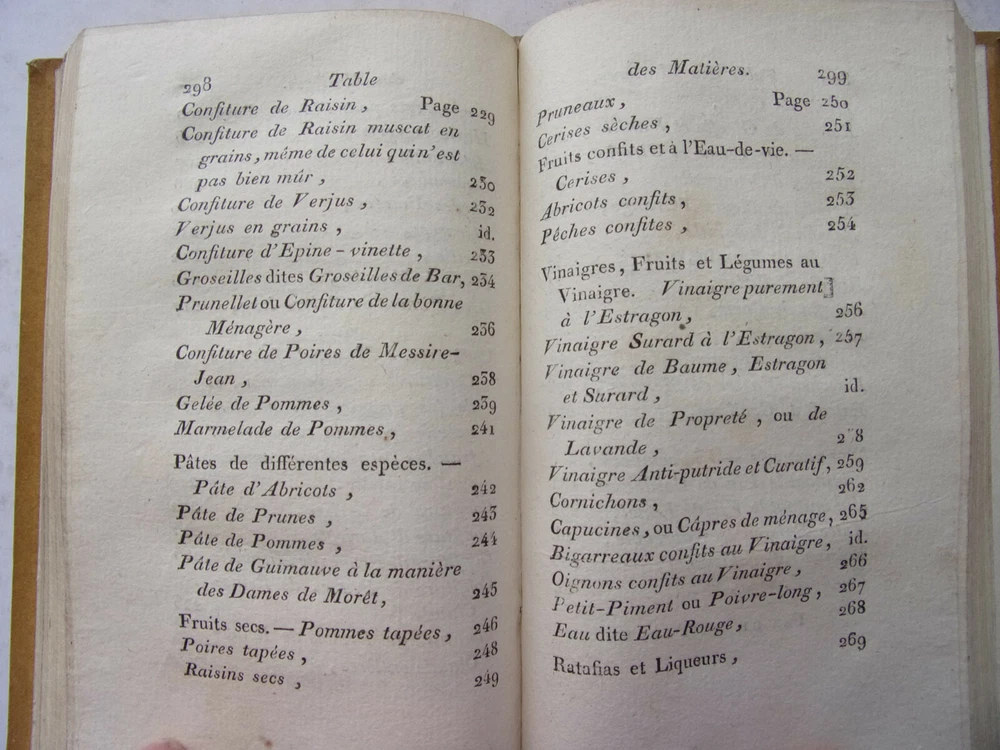 298 Table
Confiture de Raisin, Page 229
Confiture de Raisin muscat en
grains, même de celui qui n'est
pas bien mûr, 230
Confiture de Verjus, 232
Verjus en grains, id.
Confiture d'Epine-vinette, 233
Groseilles dites Groseilles de Bar, 234
Prunellet ou Confiture de la bonne
Ménagère, 236
Confiture de Poires de Messire-
Jean, 238
Gelée de Pommes, 239
Marmelade de Pommes, 241
Pâtes de différentes espèces. —
Pâte d'Abricots, 242
Pâte de Prunes, 243
Pâte de Pommes, 244
Pâte de Guimauve à la manière
des Dames de Morêt, 245
Fruits secs. — Pommes tapées, 246
Poires tapées, 248
Raisins secs, 249
des Matières. 299
Pruneaux, Page 250
Cerises sèches, 251
Fruits confits et à l'Eau-de-vie. —
Cerises, 252
Abricots confits, 253
Pêches confites, 254
Vinaigres, Fruits et Légumes au
Vinaigre. Vinaigre purement
à l'Estragon, 256
Vinaigre Surard à l'Estragon, 257
Vinaigre de Baume, Estragon
et Surard, id.
Vinaigre de Propreté, ou de
Lavande, 2 8
Vinaigre Anti-putride et Curatif, 259
Cornichons, 262
Capucines, ou Câpres de ménage, 265
Bigarreaux confits au Vinaigre, id.
Oignons confits au Vinaigre, 266
Petit-Piment ou Poivre-long, 267
Eau dite Eau-Rouge, 268
Ratafias et Liqueurs, 269